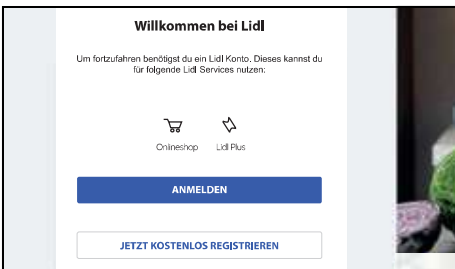 Willkommen bei Lidl
Um fortzufahren benötigst du ein Lidl Konto. Dieses kannst du
für folgende Lidl Services nutzen:
Onlineshop Lidl Plus
ANMELDEN
JETZT KOSTENLOS REGISTRIEREN